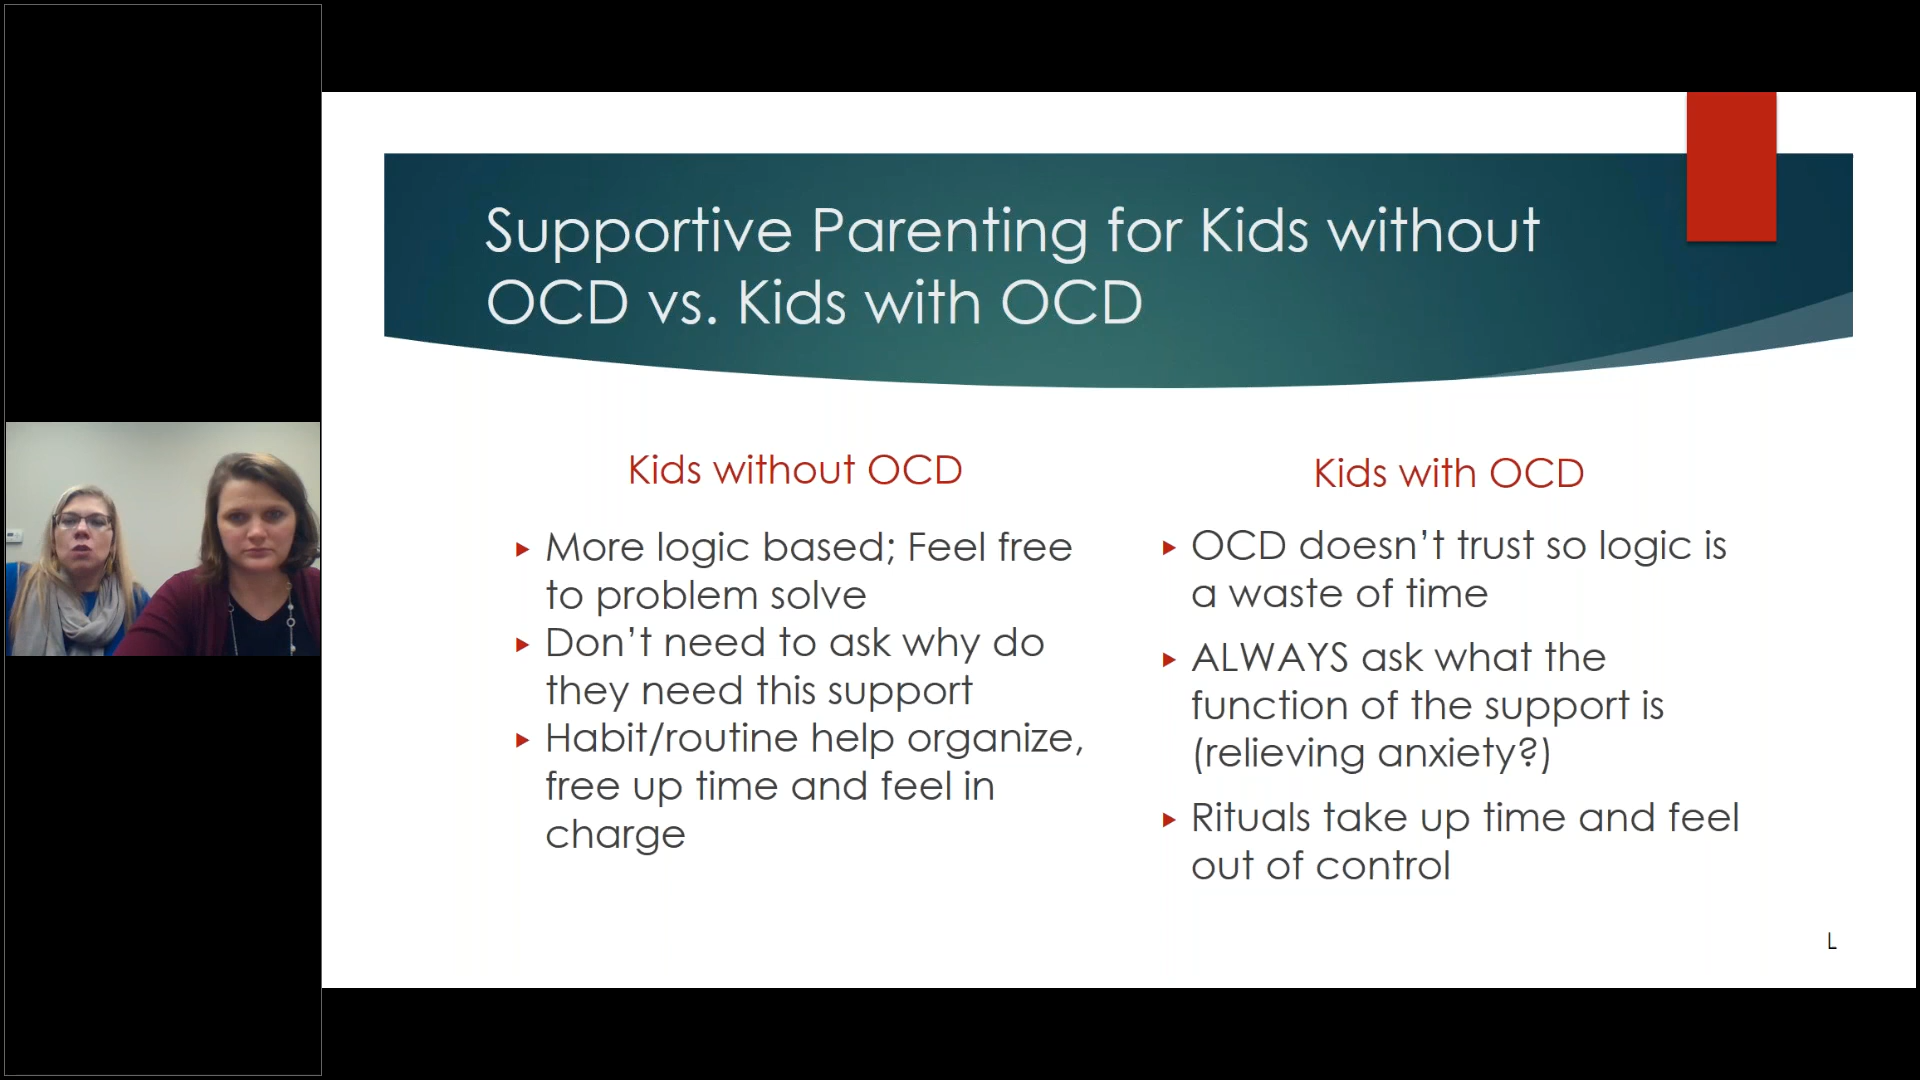 Supportive Parenting for Kids without
OCD vs. Kids with OCD
Kids without OCD
More logic based; Feel free
to problem solve
Don’t need to ask why do
they need this support
Habit/routine help organize,
free up time and feel in
charge
Kids with OCD
OCD doesn’t trust so logic is
a waste of time
ALWAYS ask what the
function of the support is
(relieving anxiety?)
Rituals take up time and feel
out of control
L